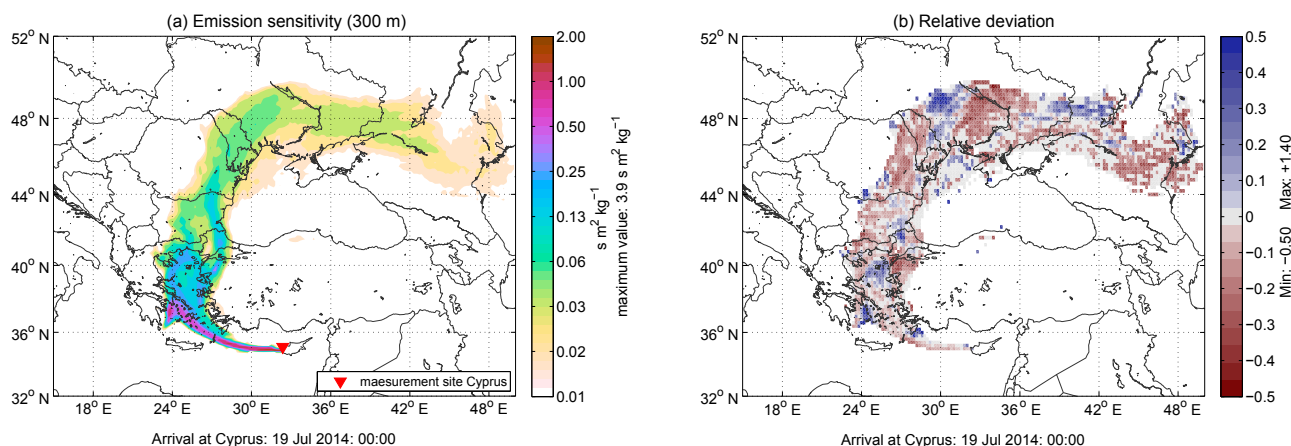 (a) Emission sensitivity (300 m)
52° N
48° N
44° N
40° N
36° N
32° N
18° E
24° E
30° E
36° E
42° E
48° E
maesurement site Cyprus
Arrival at Cyprus: 19 Jul 2014: 00:00
2.00
1.00
0.50
0.25
0.13
0.06
0.03
0.02
0.01
s m² kg⁻¹
maximum value: 3.9 s m² kg⁻¹
(b) Relative deviation
52° N
48° N
44° N
40° N
36° N
32° N
18° E
24° E
30° E
36° E
42° E
48° E
Arrival at Cyprus: 19 Jul 2014: 00:00
0.5
0.4
0.3
0.2
0.1
0
−0.1
−0.2
−0.3
−0.4
−0.5
Min: −0.50 Max: +1.40